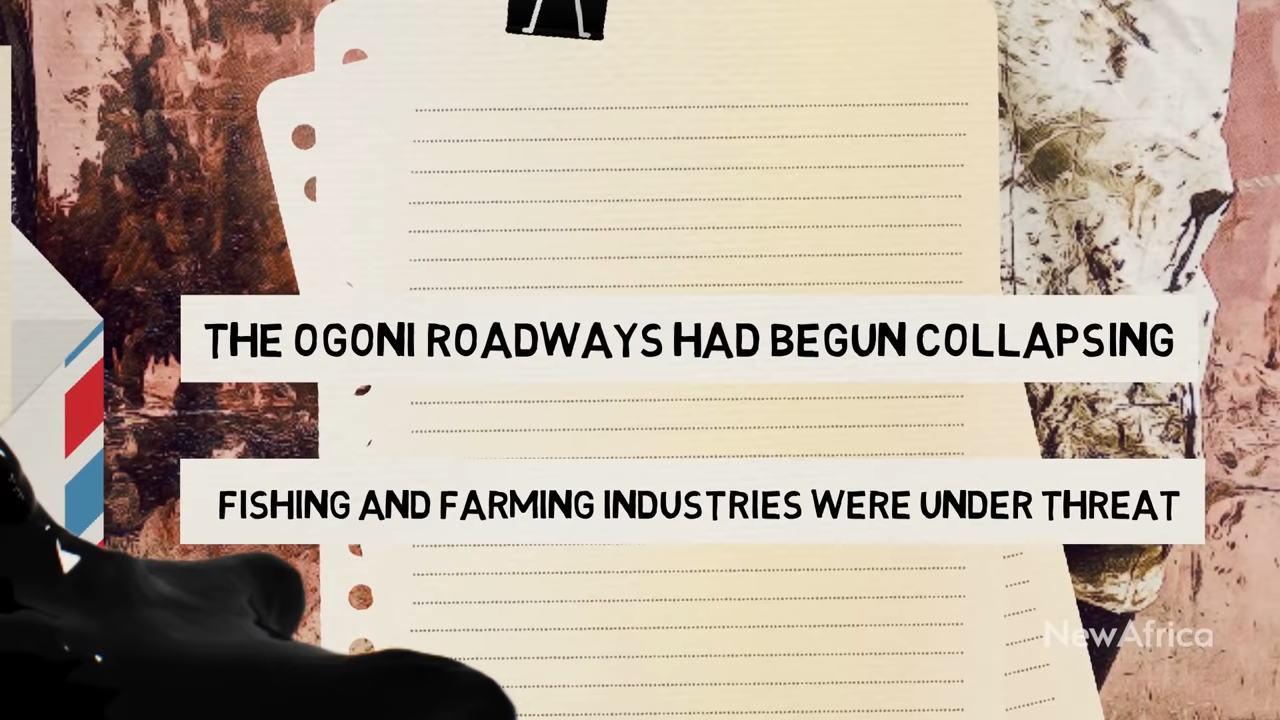 THE OGONI ROADWAYS HAD BEGUN COLLAPSING
FISHING AND FARMING INDUSTRIES WERE UNDER THREAT
NewAfrica